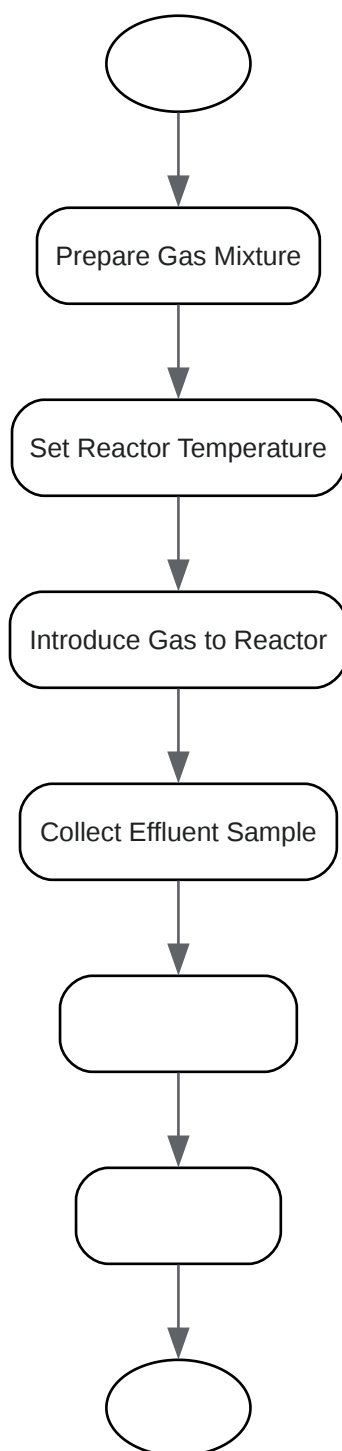 Prepare Gas Mixture
Set Reactor Temperature
Introduce Gas to Reactor
Collect Effluent Sample